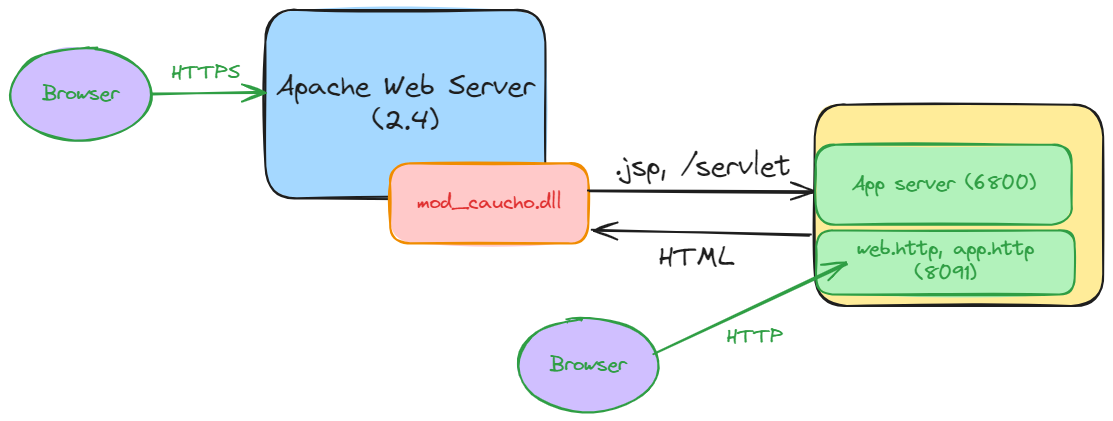 Browser
HTTPS
Apache Web Server
(2.4)
mod_caucho.dll
.jsp, /servlet
HTML
App server (6800)
web.http, app.http
(8091)
HTTP
Browser